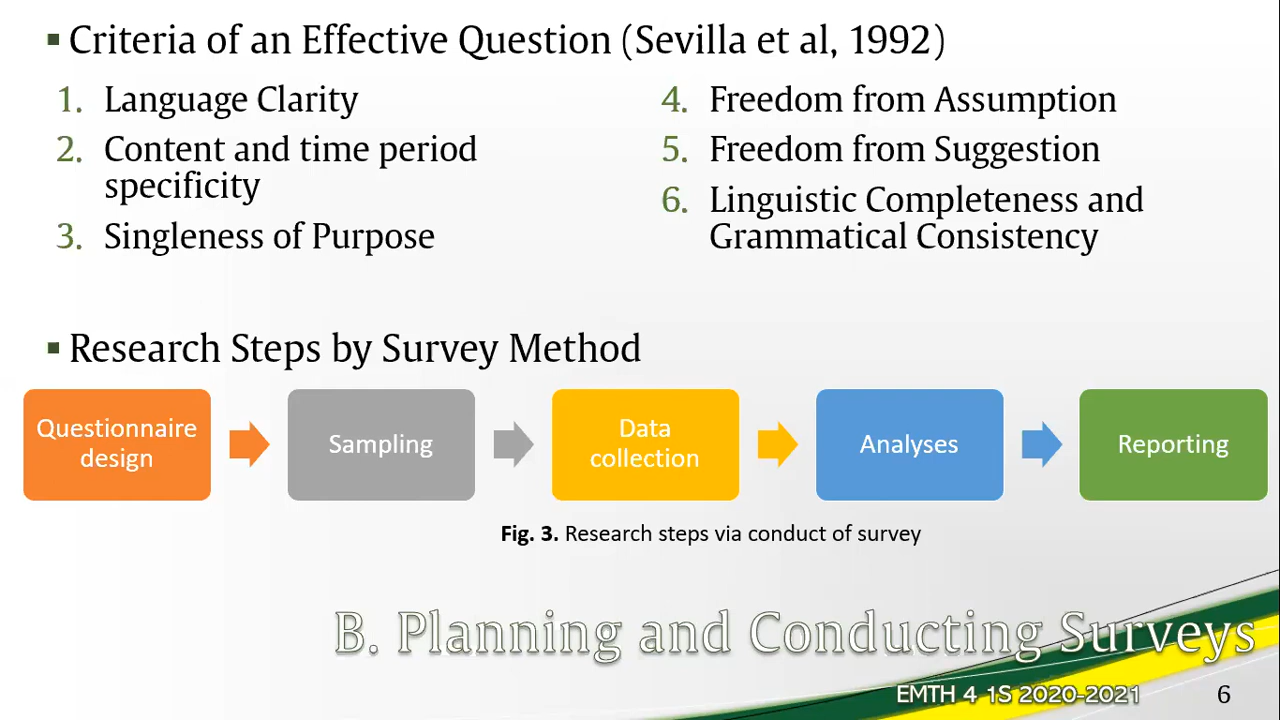 ▪ Criteria of an Effective Question (Sevilla et al, 1992)
1. Language Clarity
2. Content and time period
specificity
3. Singleness of Purpose
4. Freedom from Assumption
5. Freedom from Suggestion
6. Linguistic Completeness and
Grammatical Consistency
▪ Research Steps by Survey Method
Questionnaire
design
Sampling
Data
collection
Analyses
Reporting
Fig. 3. Research steps via conduct of survey
B. Planning and Conducting Surveys
EMTH 4 1S 2020-2021
6